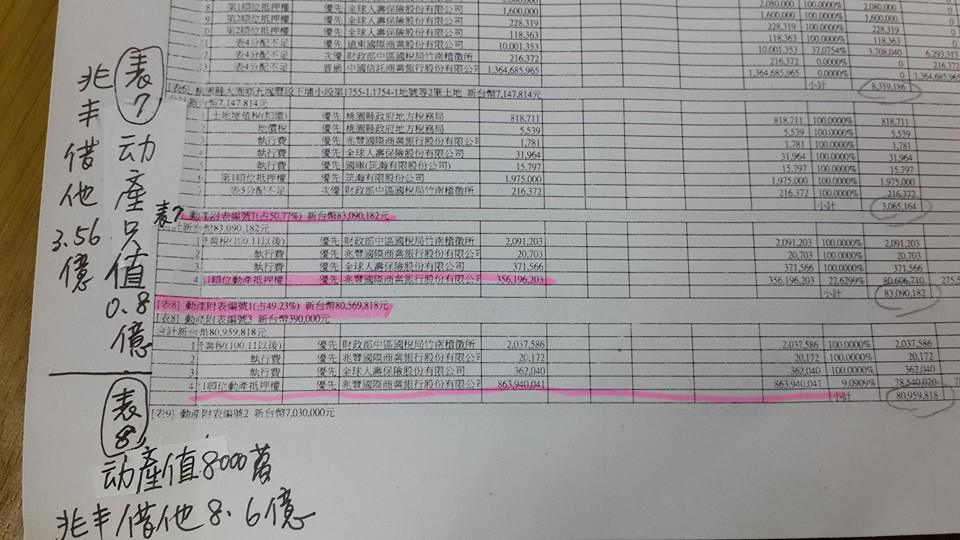 2,080,000 100.0000% 2,080,000
8 第1順位抵押權 優先 全球人壽保險股份有限公司 1,600,000 1,600,000 100.0000% 1,600,000 0
9 第2順位抵押權 優先 全球人壽保險股份有限公司 228,319 228,319 100.0000% 228,319 0
0 第2順位抵押權 優先 全球人壽保險股份有限公司 118,363 118,363 100.0000% 118,363 0
表4分配不足 優先 遠東國際商業銀行股份有限公司 10,001,353 10,001,353 37.0754% 3,708,040 6,293,31
表4分配不足 次優 財政部中區國稅局竹南稽徵所 216,372 216,372 0.0000% 0 216,372
表4分配不足 普通 中國信託商業銀行股份有限公司 1,364,685,965 1,364,685,965 0.0000% 0 1,364,685,965
小計 8,319,186
[表6] 桃園縣大園鄉 下埔小段第1755-1,1754-1地號等2筆土地 新台幣7,147,814元
合計新台幣7,147,814元
1 土地增值稅(扣繳) 優先 桃園縣政府地方稅務局 818,711 818,711 100.0000% 818,711
地價稅 優先 桃園縣政府地方稅務局 5,539 5,539 100.0000% 5,539
執行費 優先 兆豐國際商業銀行股份有限公司 1,781 1,781 100.0000% 1,781
執行費 優先 全球人壽保險股份有限公司 31,964 31,964 100.0000% 31,964
執行費 優先 國庫(筑瀚有限股份公司) 15,797 15,797 100.0000% 15,797
6 第1順位抵押權 優先 筑瀚有限股份公司 1,975,000 1,975,000 100.0000% 1,975,000
表5分配不足 次優 財政部中區國稅局竹南稽徵所 216,372 216,372 100.0000% 216,372
小計 3,065,164
表7 動產附表編號1(占50.77%) 新台幣83,090,182元
合計新台幣83,090,182元
營業稅(100.11以後) 優先 財政部中區國稅局竹南稽徵所 2,091,203 2,091,203 100.0000% 2,091,203
執行費 優先 兆豐國際商業銀行股份有限公司 20,703 20,703 100.0000% 20,703
執行費 優先 全球人壽保險股份有限公司 371,566 371,566 100.0000% 371,566
4 1順位動產抵押權 優先 兆豐國際商業銀行股份有限公司 356,196,203 356,196,203 22.6299% 80,606,710 275,5
小計 83,090,182
[表8] 動產附表編號1(占49.23%) 新台幣80,569,818元
[表8] 動產附表編號3 新台幣390,000元
合計新台幣80,959,818元
1 營業稅(100.11以後) 優先 財政部中區國稅局竹南稽徵所 2,037,586 2,037,586 100.0000% 2,037,586
2 執行費 優先 兆豐國際商業銀行股份有限公司 20,172 20,172 100.0000% 20,172
3 執行費 優先 全球人壽保險股份有限公司 362,040 362,040 100.0000% 362,040
4 1順位動產抵押權 優先 兆豐國際商業銀行股份有限公司 863,940,041 863,940,041 9.0909% 78,540,020
小計 80,959,818
[表9] 動產附表編號2 新台幣7,030,000元
表7
动產只值0.8億
兆丰借他3.56億
表8
动產值8000萬
兆丰借他8.6億